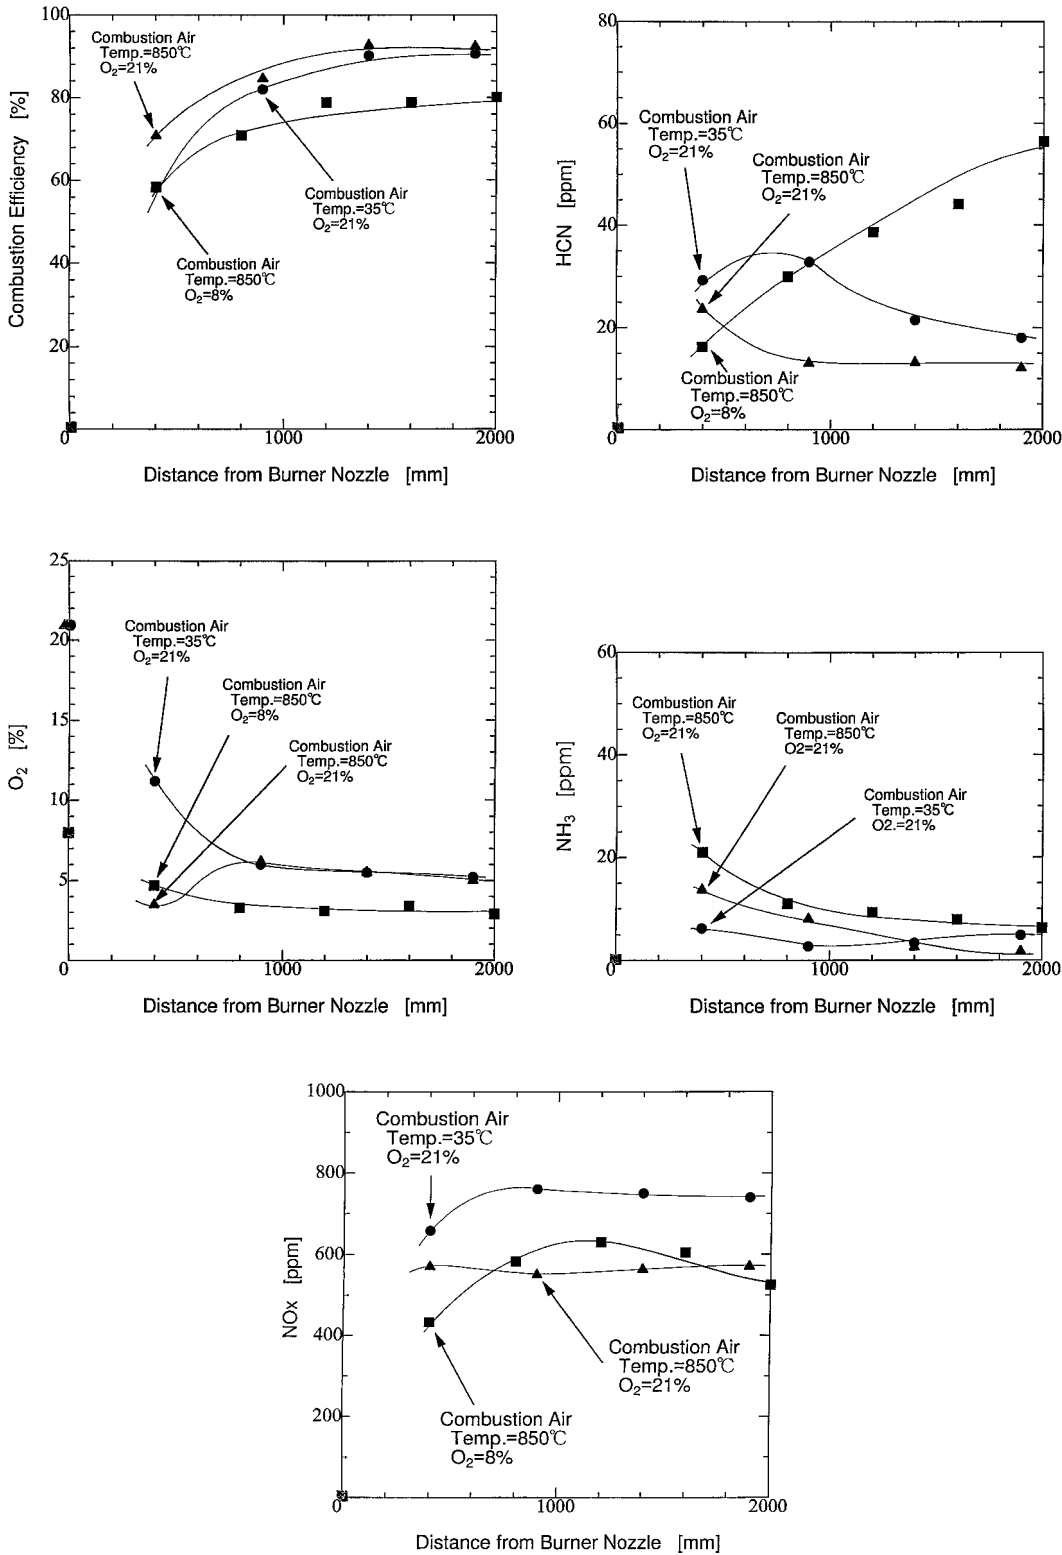 100
80
60
40
20
0
1000
2000
Combustion Efficiency [%]
Distance from Burner Nozzle [mm]
Combustion Air
Temp.=850℃
O₂=21%
Combustion Air
Temp.=35℃
O₂=21%
Combustion Air
Temp.=850℃
O₂=8%
80
60
40
20
0
1000
2000
HCN [ppm]
Distance from Burner Nozzle [mm]
Combustion Air
Temp.=35℃
O₂=21%
Combustion Air
Temp.=850℃
O₂=21%
Combustion Air
Temp.=850℃
O₂=8%
25
20
15
10
5
0
1000
2000
O₂ [%]
Distance from Burner Nozzle [mm]
Combustion Air
Temp.=35℃
O₂=21%
Combustion Air
Temp.=850℃
O₂=8%
Combustion Air
Temp.=850℃
O₂=21%
60
40
20
0
1000
2000
NH₃ [ppm]
Distance from Burner Nozzle [mm]
Combustion Air
Temp.=850℃
O₂=21%
Combustion Air
Temp.=850℃
O2=21%
Combustion Air
Temp.=35℃
O2.=21%
1000
800
600
400
200
0
1000
2000
NOx [ppm]
Distance from Burner Nozzle [mm]
Combustion Air
Temp.=35℃
O₂=21%
Combustion Air
Temp.=850℃
O₂=21%
Combustion Air
Temp.=850℃
O₂=8%